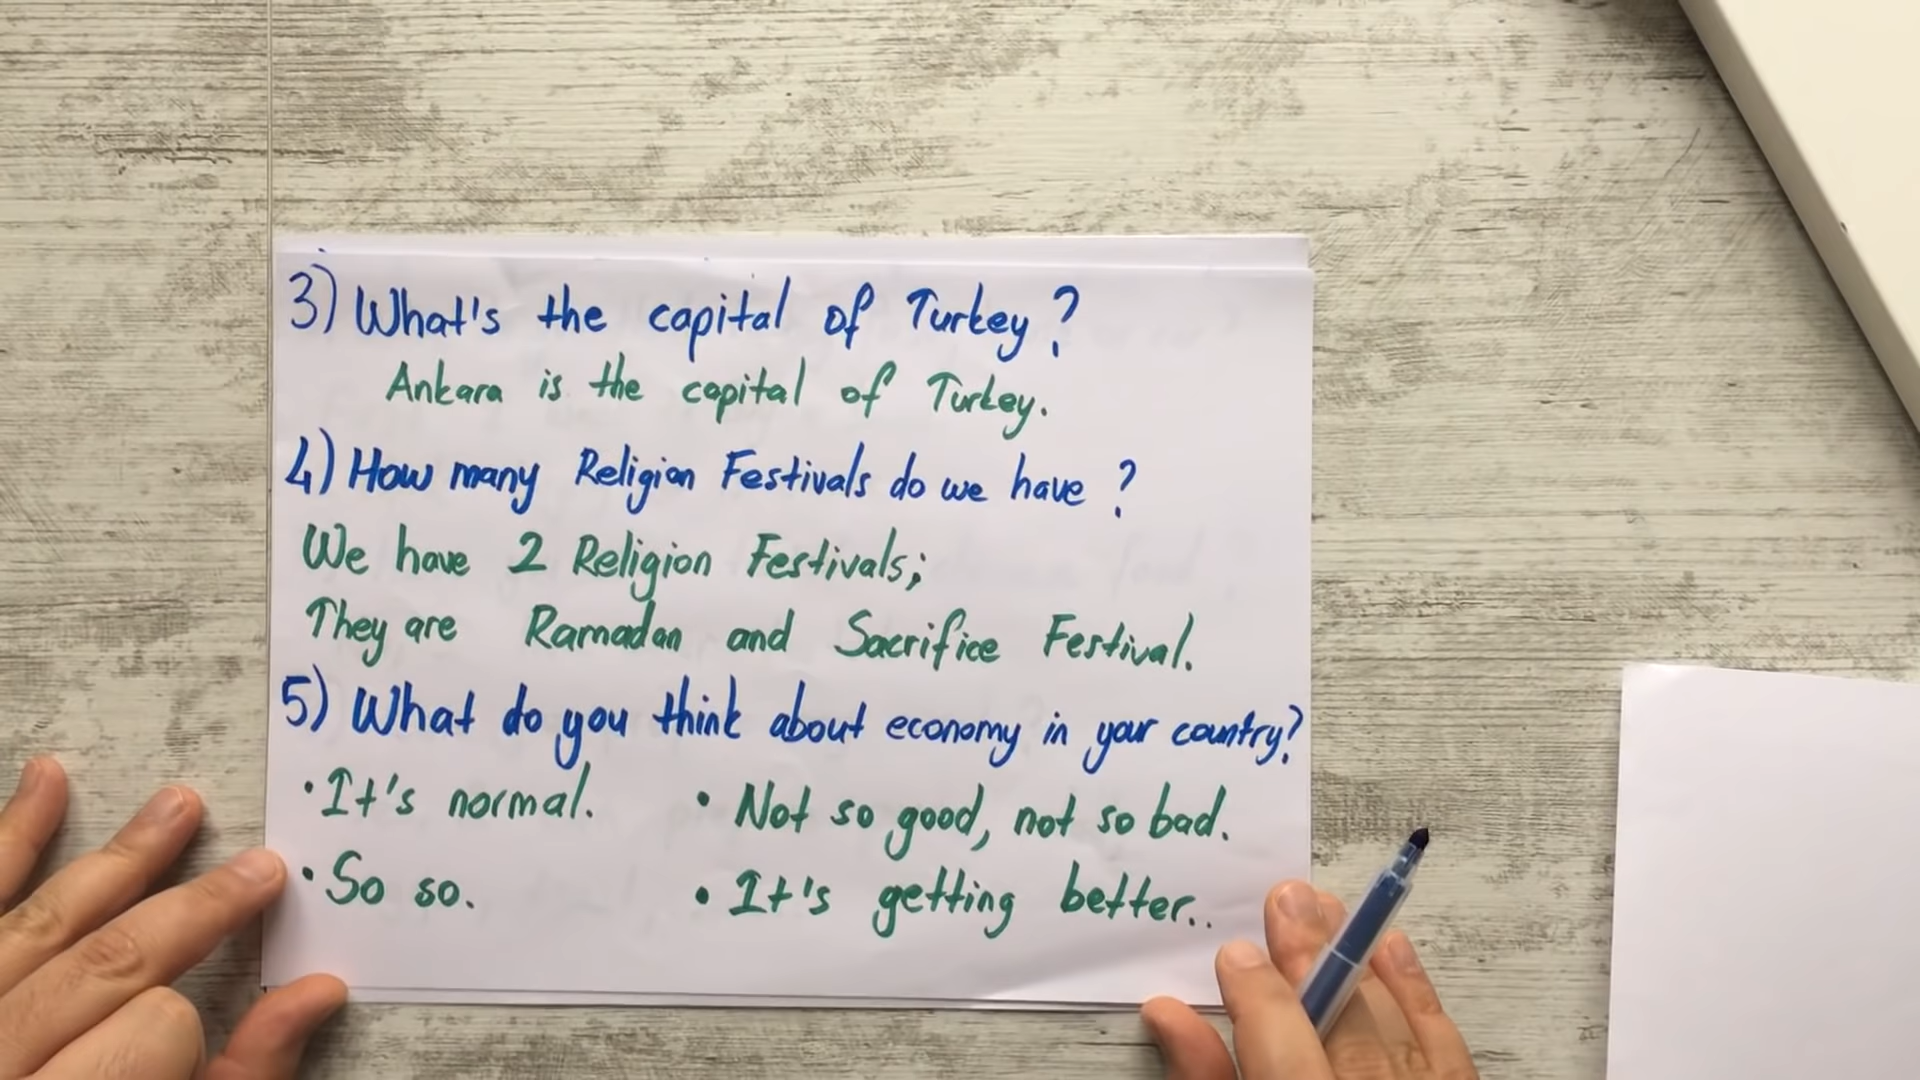 3) What's the capital of Turkey?
Ankara is the capital of Turkey.
4) How many Religion Festivals do we have?
We have 2 Religion Festivals;
They are Ramadan and Sacrifice Festival.
5) What do you think about economy in your country?
• It's normal. • Not so good, not so bad.
• So so. • It's getting better..